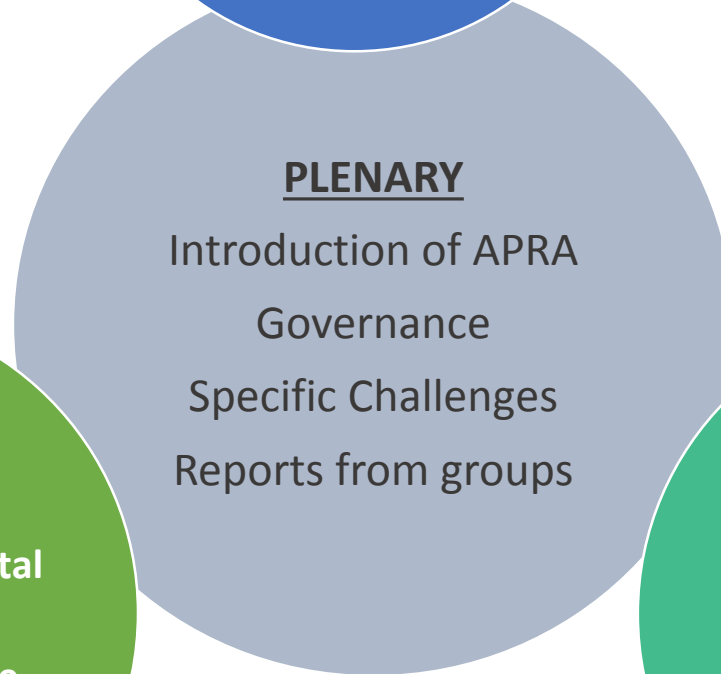 PLENARY
Introduction of APRA
Governance
Specific Challenges
Reports from groups
tal